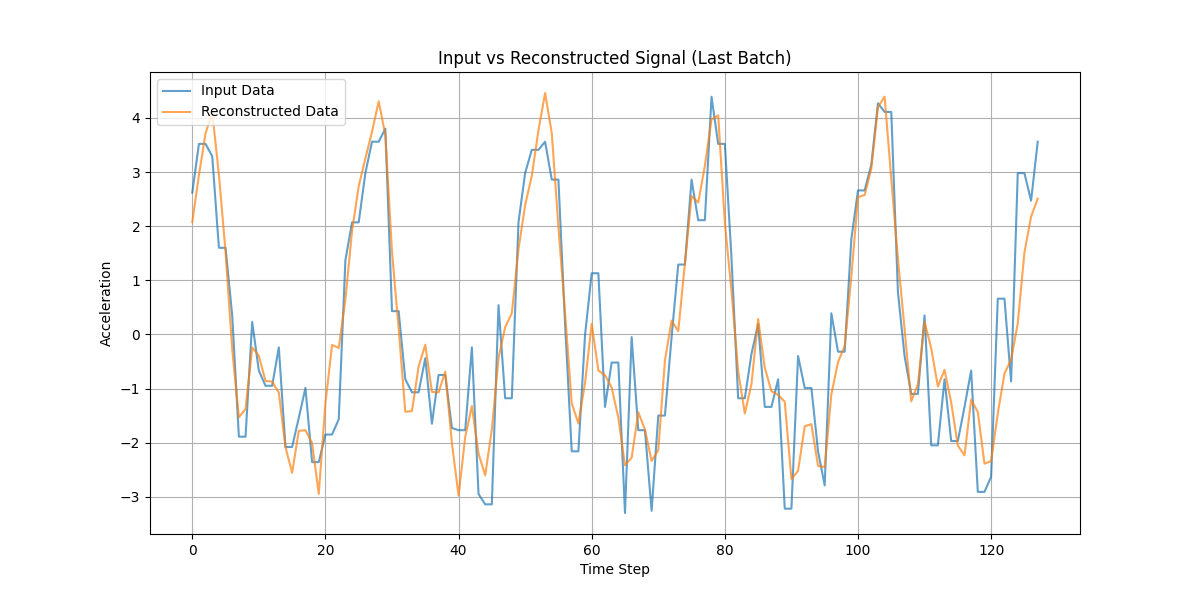 Input vs Reconstructed Signal (Last Batch)
Input Data
Reconstructed Data
Acceleration
4
3
2
1
0
−1
−2
−3
0 20 40 60 80 100 120
Time Step